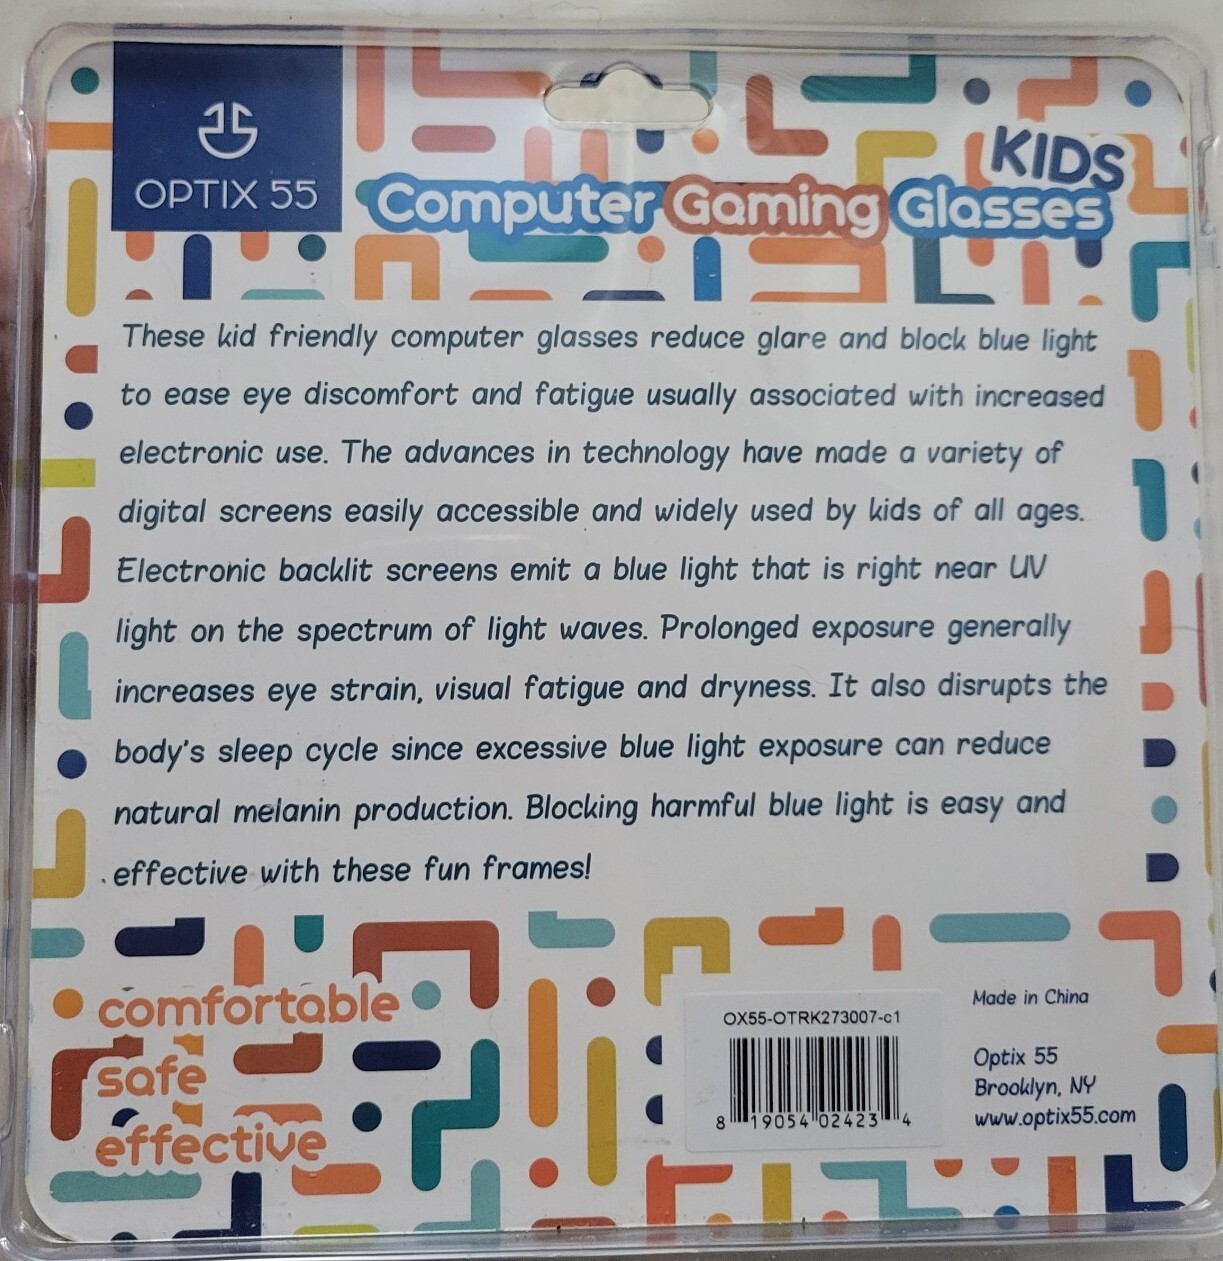 OPTIX 55
KIDS
Computer Gaming Glasses
These kid friendly computer glasses reduce glare and block blue light
to ease eye discomfort and fatigue usually associated with increased
electronic use. The advances in technology have made a variety of
digital screens easily accessible and widely used by kids of all ages.
Electronic backlit screens emit a blue light that is right near UV
light on the spectrum of light waves. Prolonged exposure generally
increases eye strain, visual fatigue and dryness. It also disrupts the
body's sleep cycle since excessive blue light exposure can reduce
natural melanin production. Blocking harmful blue light is easy and
effective with these fun frames!
comfortable
safe
effective
OX55-OTRK273007-c1
8 19054 02423 4
Made in China
Optix 55
Brooklyn, NY
www.optix55.com